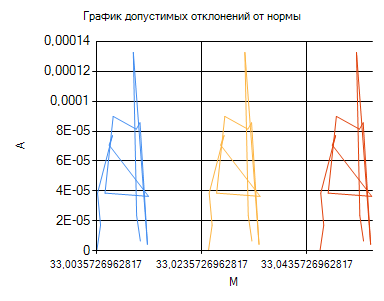 График допустимых отклонений от нормы
0,00014
0,00012
0,0001
8E-05
6E-05
4E-05
2E-05
0
A
33,0035726962817 33,0235726962817 33,0435726962817
M